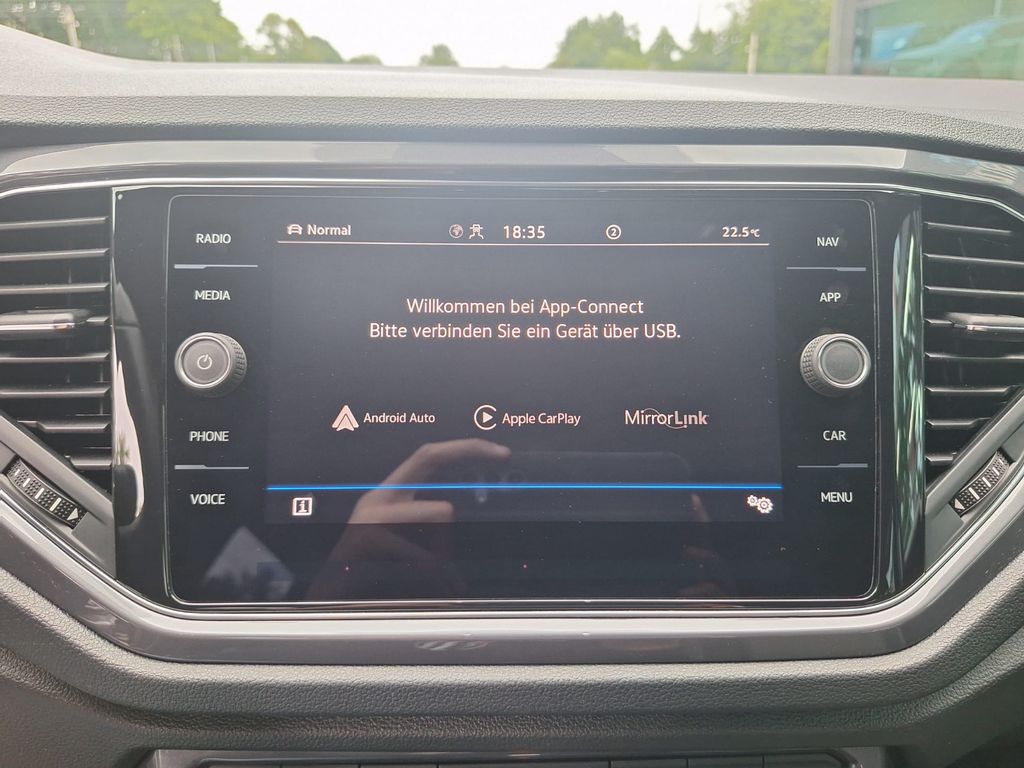 RADIO
MEDIA
PHONE
VOICE
Normal
18:35
2
22.5°C
Willkommen bei App-Connect
Bitte verbinden Sie ein Gerät über USB.
Android Auto
Apple CarPlay
MirrorLink
i
NAV
APP
CAR
MENU